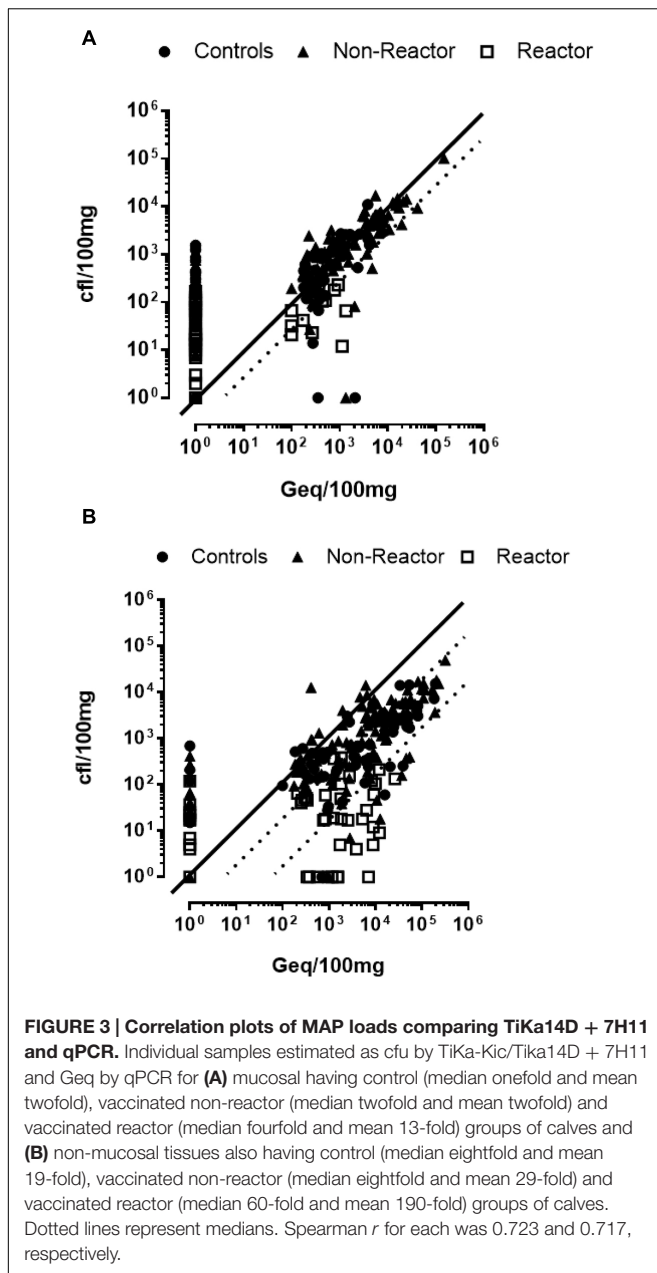 A
● Controls ▲ Non-Reactor □ Reactor
10⁶
10⁵
10⁴
10³
10²
10¹
10⁰
cfl/100mg
10⁰ 10¹ 10² 10³ 10⁴ 10⁵ 10⁶
Geq/100mg
B
● Controls ▲ Non-Reactor □ Reactor
10⁶
10⁵
10⁴
10³
10²
10¹
10⁰
cfl/100mg
10⁰ 10¹ 10² 10³ 10⁴ 10⁵ 10⁶
Geq/100mg
FIGURE 3 | Correlation plots of MAP loads comparing TiKa14D + 7H11
and qPCR. Individual samples estimated as cfu by TiKa-Kic/Tika14D + 7H11
and Geq by qPCR for (A) mucosal having control (median onefold and mean
twofold), vaccinated non-reactor (median twofold and mean twofold) and
vaccinated reactor (median fourfold and mean 13-fold) groups of calves and
(B) non-mucosal tissues also having control (median eightfold and mean
19-fold), vaccinated non-reactor (median eightfold and mean 29-fold) and
vaccinated reactor (median 60-fold and mean 190-fold) groups of calves.
Dotted lines represent medians. Spearman r for each was 0.723 and 0.717,
respectively.